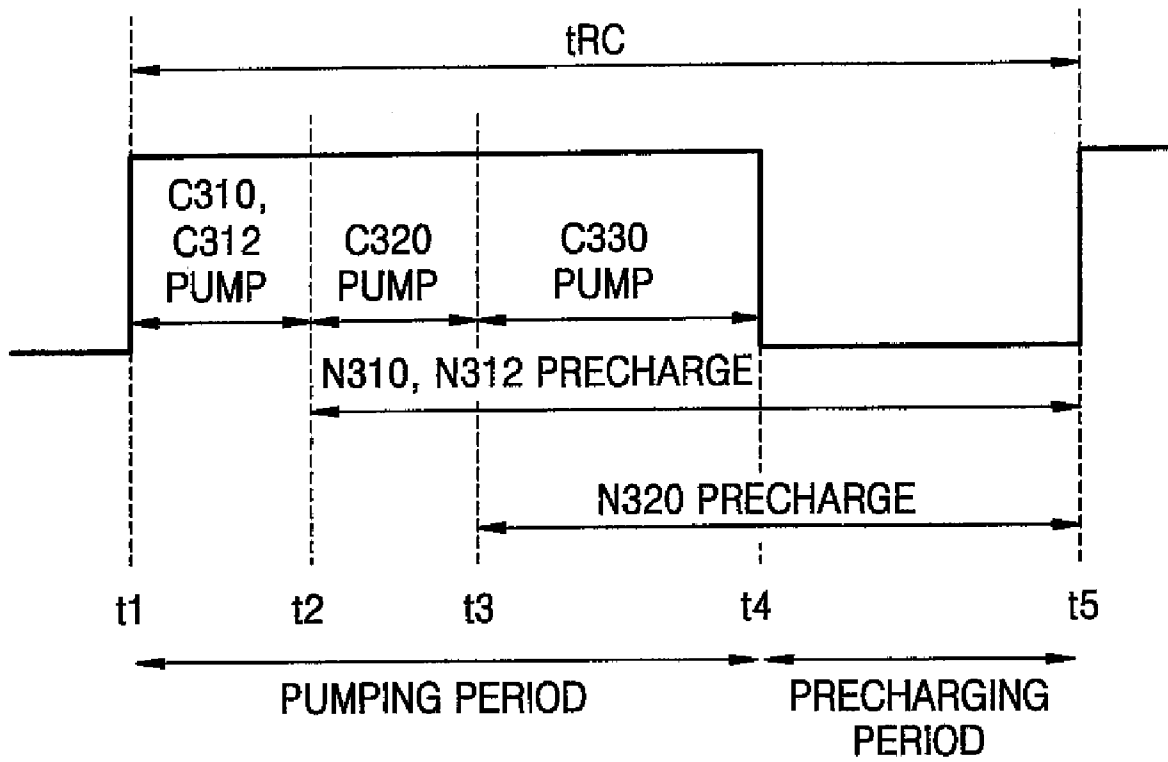 tRC
C310,
C312
PUMP
C320
PUMP
C330
PUMP
N310, N312 PRECHARGE
N320 PRECHARGE
t1
t2
t3
t4
t5
PUMPING PERIOD
PRECHARGING
PERIOD